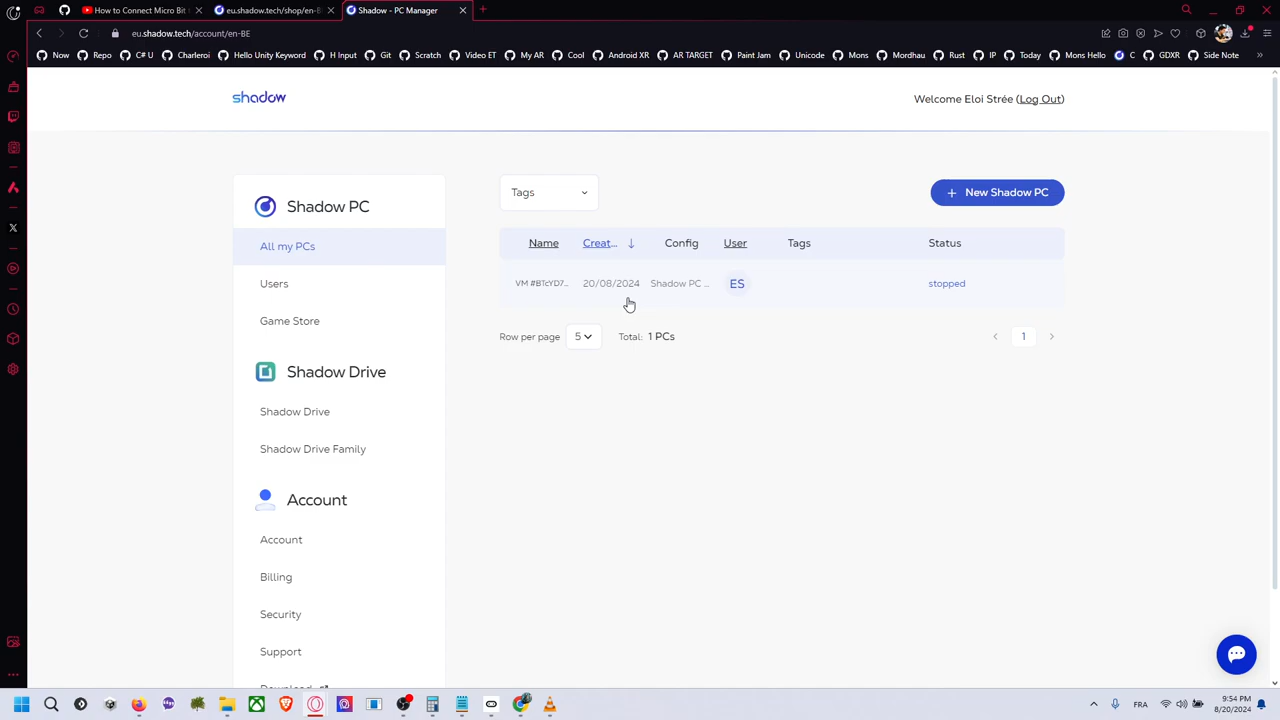 How to Connect Micro Bit
eu.shadow.tech/shop/en-B
Shadow - PC Manager
eu.shadow.tech/account/en-BE
Now
Repo
C# U
Charleroi
Hello Unity Keyword
H Input
Git
Scratch
Video ET
My AR
Cool
Android XR
AR TARGET
Paint Jam
Unicode
Mons
Mordhau
Rust
IP
Today
Mons Hello
C
GDXR
Side Note
shadow
Welcome Eloi Strée (Log Out)
Shadow PC
All my PCs
Users
Game Store
Shadow Drive
Shadow Drive
Shadow Drive Family
Account
Account
Billing
Security
Support
Tags
+ New Shadow PC
Name
Creat... ↓
Config
User
Tags
Status
VM #BTcYD7...
20/08/2024
Shadow PC ...
ES
stopped
Row per page
5
Total: 1 PCs
1
FRA
9:54 PM
8/20/2024